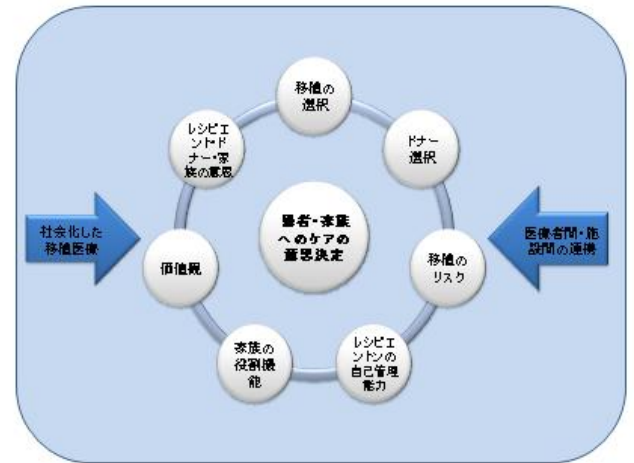 移植の
選択
ドナー
選択
移植の
リスク
レシピエ
ントンの
自己管理
能力
家族の
役割機
能
価値観
レシピエ
ント・ド
ナー・家
族の意思
患者・家族
へのケアの
意思決定
社会化した
移植医療
医療者間・施
設間の連携